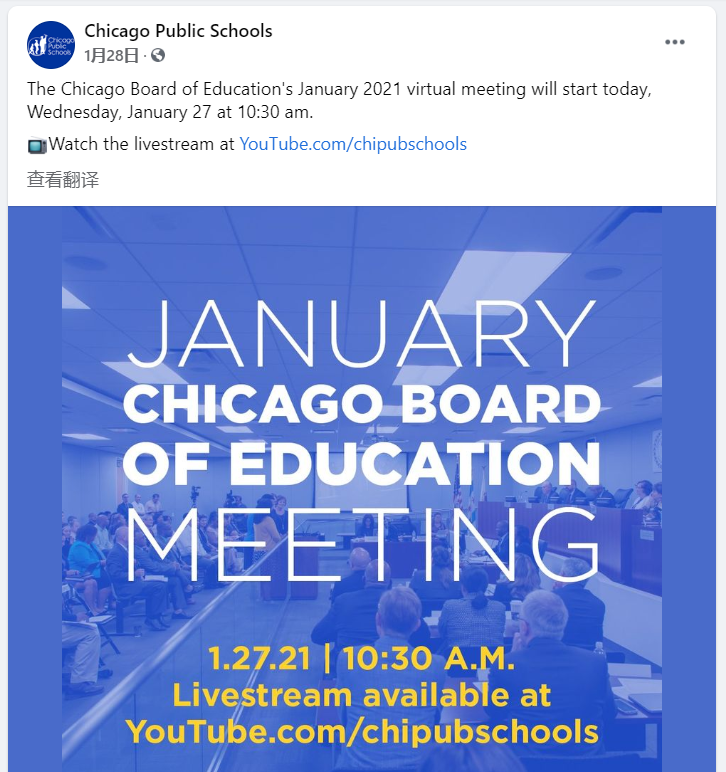 Chicago Public Schools
Chicago Public Schools
1月28日 ·
The Chicago Board of Education's January 2021 virtual meeting will start today,
Wednesday, January 27 at 10:30 am.
Watch the livestream at YouTube.com/chipubschools
查看翻译
JANUARY
CHICAGO BOARD
OF EDUCATION
MEETING
1.27.21 | 10:30 A.M.
Livestream available at
YouTube.com/chipubschools